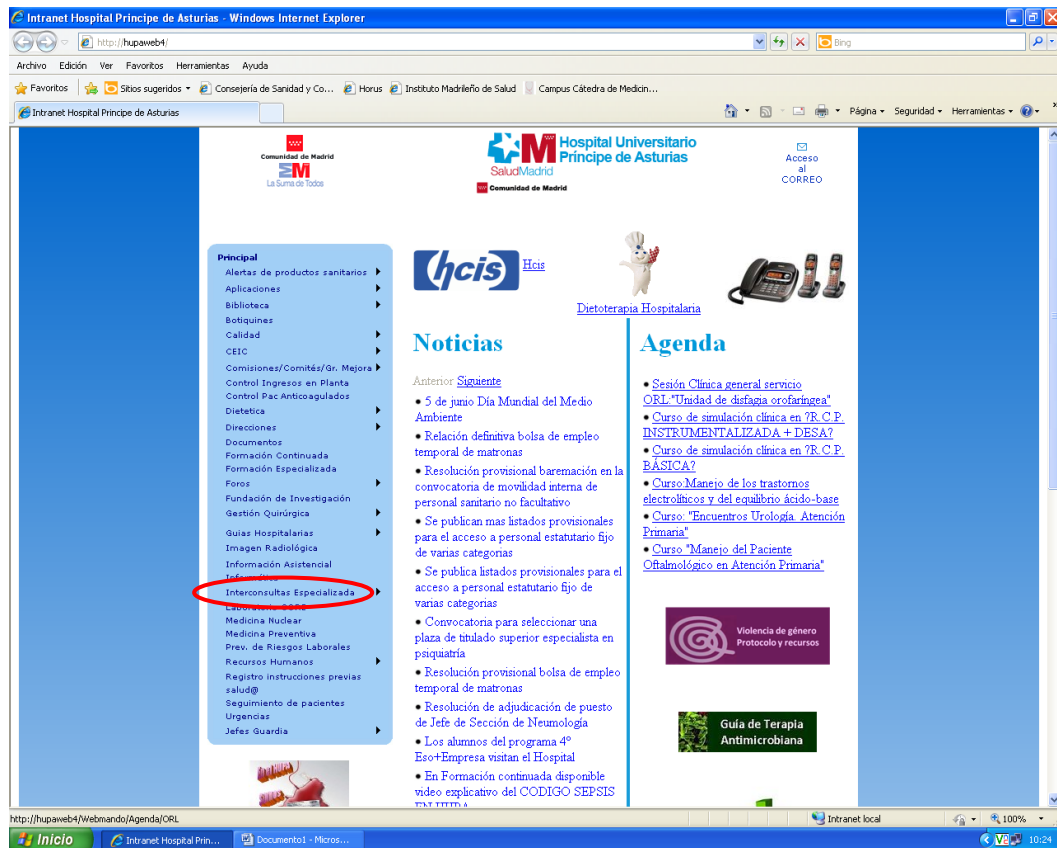 Intranet Hospital Principe de Asturias - Windows Internet Explorer
http://hupaweb4/
Bing
Archivo Edición Ver Favoritos Herramientas Ayuda
Favoritos Sitios sugeridos Consejería de Sanidad y Co... Horus Instituto Madrileño de Salud Campus Cátedra de Medicin...
Intranet Hospital Principe de Asturias
Página Seguridad Herramientas
Comunidad de Madrid
La Suma de Todos
Hospital Universitario
Príncipe de Asturias
SaludMadrid
Comunidad de Madrid
Acceso
al
CORREO
Principal
Alertas de productos sanitarios
Aplicaciones
Biblioteca
Botiquines
Calidad
CEIC
Comisiones/Comités/Gr. Mejora
Control Ingresos en Planta
Control Pac Anticoagulados
Dietetica
Direcciones
Documentos
Formación Continuada
Formación Especializada
Foros
Fundación de Investigación
Gestión Quirúrgica
Guias Hospitalarias
Imagen Radiológica
Información Asistencial
Interconsultas Especializada
Medicina Nuclear
Medicina Preventiva
Prev. de Riesgos Laborales
Recursos Humanos
Registro instrucciones previas
salud@
Seguimiento de pacientes
Urgencias
Jefes Guardia
hcis
Hcis
Dietoterapia Hospitalaria
Noticias
Anterior Siguiente
• 5 de junio Día Mundial del Medio
Ambiente
• Relación definitiva bolsa de empleo
temporal de matronas
• Resolución provisional baremación en la
convocatoria de movilidad interna de
personal sanitario no facultativo
• Se publican mas listados provisionales
para el acceso a personal estatutario fijo
de varias categorias
• Se publica listados provisionales para el
acceso a personal estatutario fijo de
varias categorias
• Convocatoria para seleccionar una
plaza de titulado superior especialista en
psiquiatría
• Resolución provisional bolsa de empleo
temporal de matronas
• Resolución de adjudicación de puesto
de Jefe de Sección de Neumología
• Los alumnos del programa 4º
Eso+Empresa visitan el Hospital
• En Formación continuada disponible
video explicativo del CODIGO SEPSIS
Agenda
• Sesión Clínica general servicio
ORL:"Unidad de disfagia orofaríngea"
• Curso de simulación clínica en ?R.C.P.
INSTRUMENTALIZADA + DESA?
• Curso de simulación clínica en ?R.C.P.
BÁSICA?
• Curso:Manejo de los trastornos
electrolíticos y del equilibrio ácido-base
• Curso: "Encuentros Urología. Atención
Primaria"
• Curso "Manejo del Paciente
Oftalmológico en Atención Primaria"
Violencia de género
Protocolo y recursos
Guía de Terapia
Antimicrobiana
http://hupaweb4/Webmando/Agenda/ORL
Intranet local
100%
Inicio
Intranet Hospital Prin...
Documento1 - Micros...
10:24